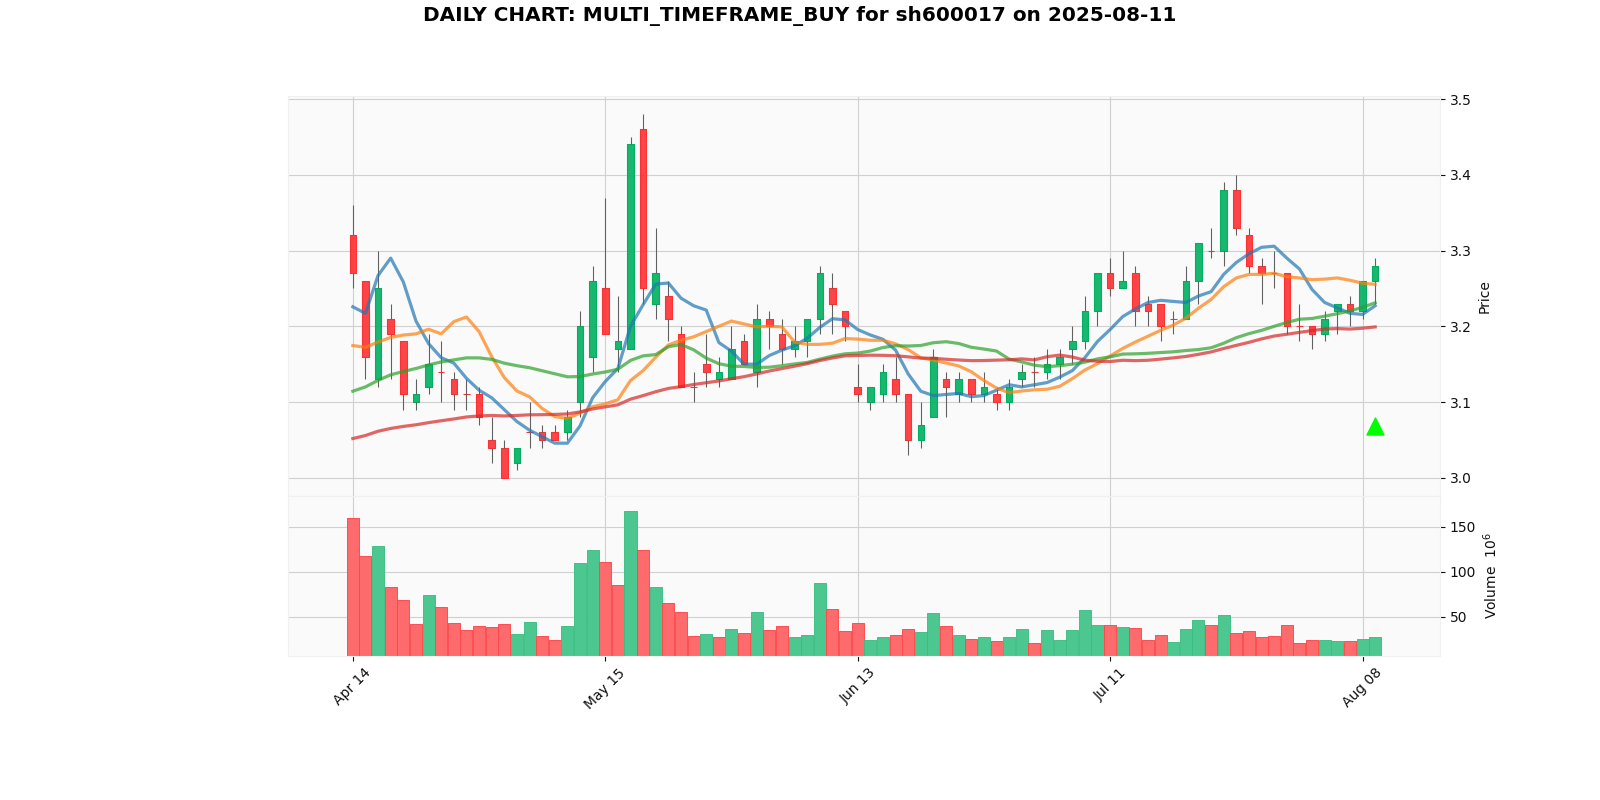 DAILY CHART: MULTI_TIMEFRAME_BUY for sh600017 on 2025-08-11
3.5
3.4
3.3
3.2
3.1
3.0
Price
150
100
50
Volume 10^6
Apr 14
May 15
Jun 13
Jul 11
Aug 08